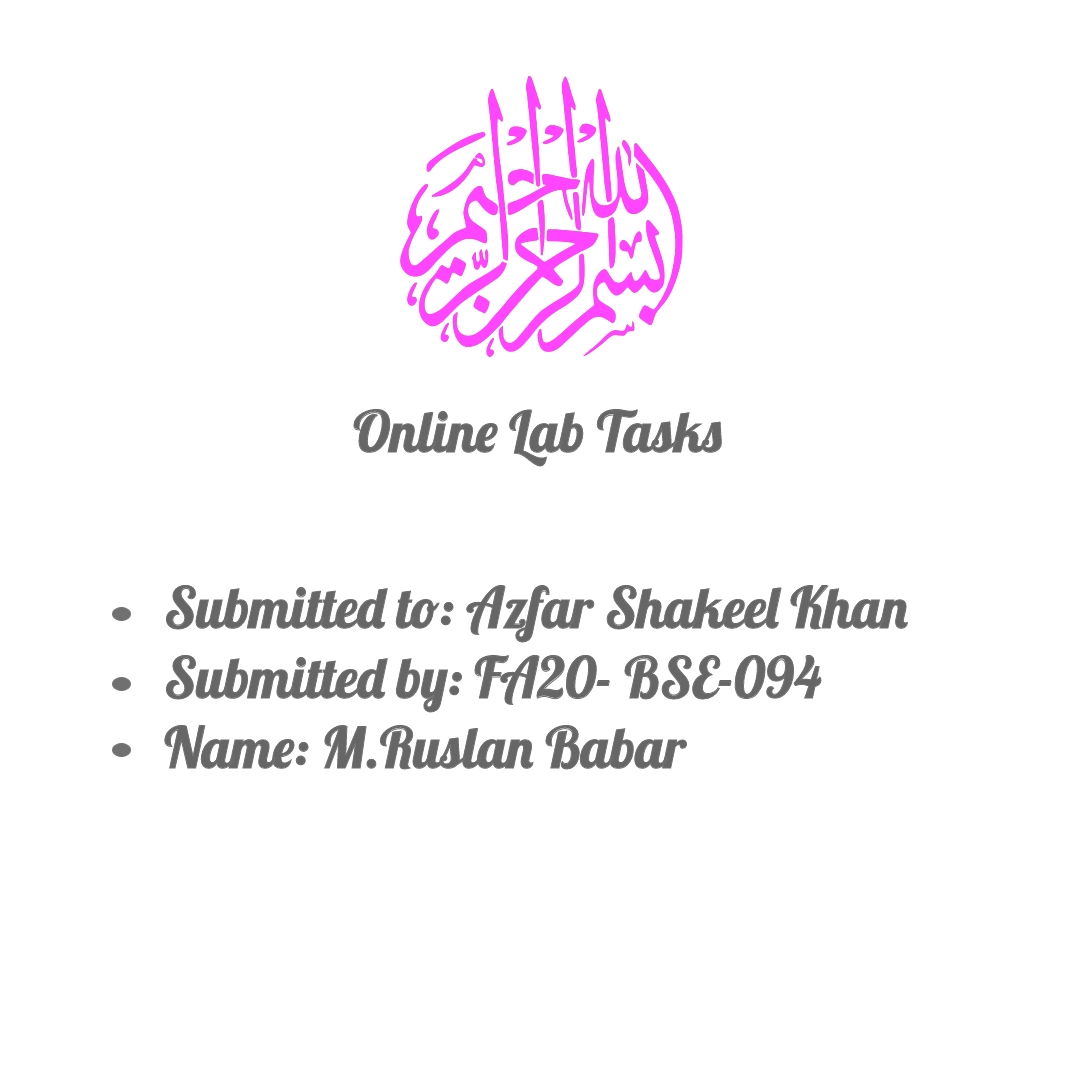 بسم الله الرحمن الرحيم
Online Lab Tasks
• Submitted to: Azfar Shakeel Khan
• Submitted by: FA20- BSE-094
• Name: M.Ruslan Babar